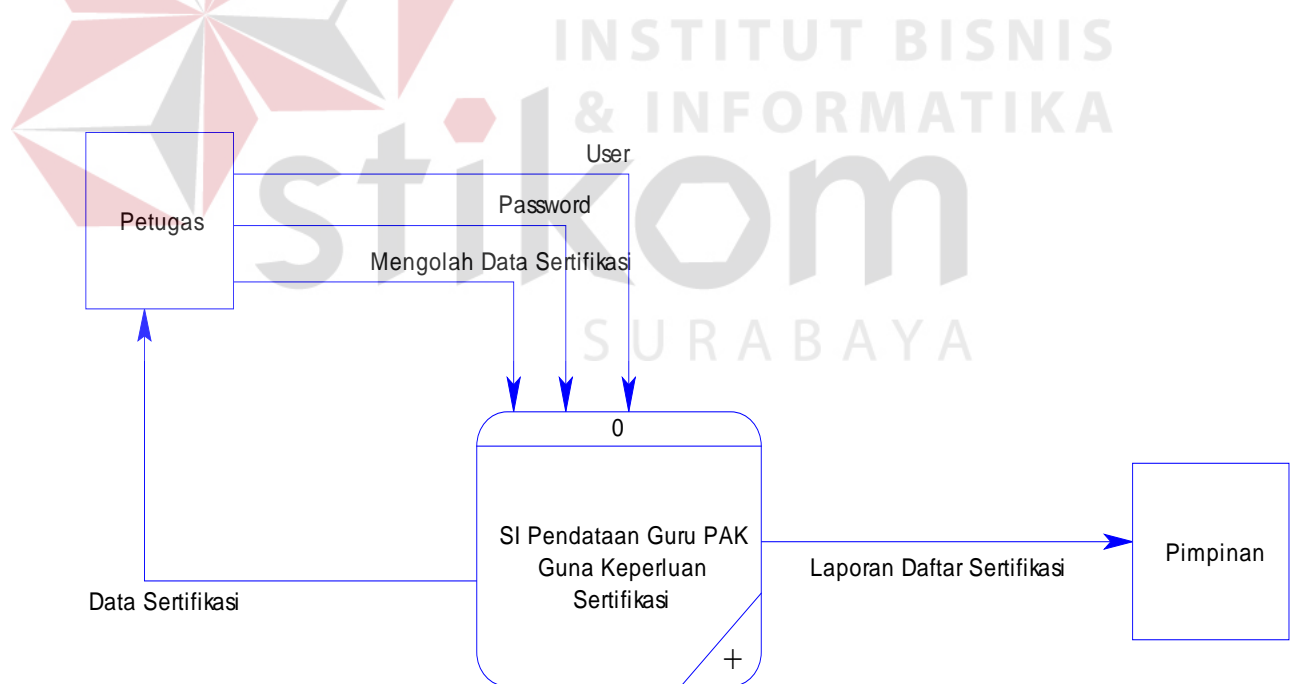 INSTITUT BISNIS
& INFORMATIKA
stikom
SURABAYA
User
Password
Mengolah Data Sertifikasi
Petugas
0
SI Pendataan Guru PAK
Guna Keperluan
Sertifikasi
+
Data Sertifikasi
Laporan Daftar Sertifikasi
Pimpinan